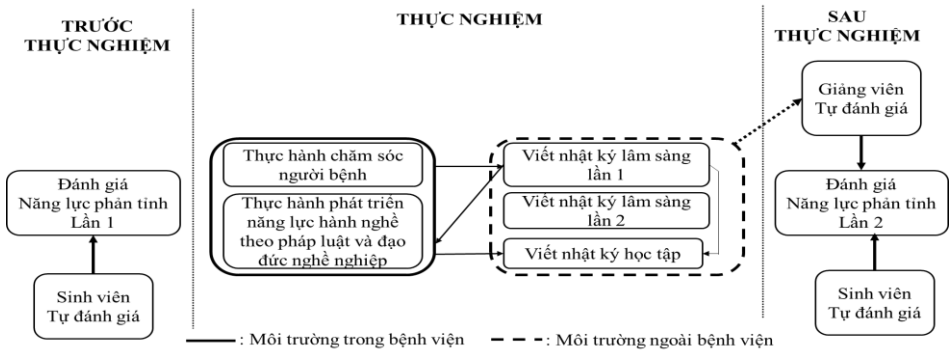 TRƯỚC
THỰC NGHIỆM
Đánh giá
Năng lực phản tỉnh
Lần 1
Sinh viên
Tự đánh giá
THỰC NGHIỆM
Thực hành chăm sóc
người bệnh
Thực hành phát triển
năng lực hành nghề
theo pháp luật và đạo
đức nghề nghiệp
Viết nhật ký lâm sàng
lần 1
Viết nhật ký lâm sàng
lần 2
Viết nhật ký học tập
SAU
THỰC NGHIỆM
Giảng viên
Tự đánh giá
Đánh giá
Năng lực phản tỉnh
Lần 2
Sinh viên
Tự đánh giá
: Môi trường trong bệnh viện
: Môi trường ngoài bệnh viện